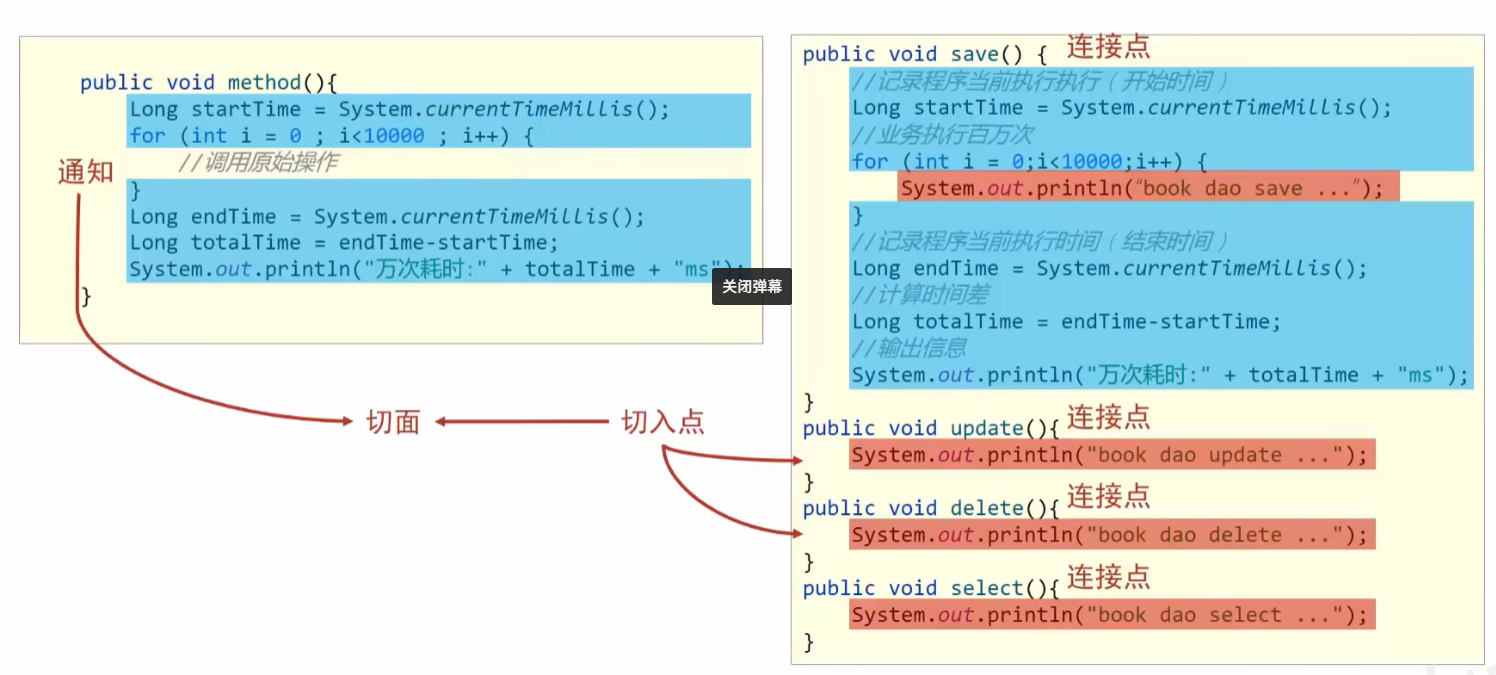 public void method(){
Long startTime = System.currentTimeMillis();
for (int i = 0 ; i<10000 ; i++) {
//调用原始操作
}
Long endTime = System.currentTimeMillis();
Long totalTime = endTime-startTime;
System.out.println("万次耗时:" + totalTime + "ms");
}
通知
关闭弹幕
切面
切入点
public void save() {
连接点
//记录程序当前执行执行（开始时间）
Long startTime = System.currentTimeMillis();
//业务执行百万次
for (int i = 0;i<10000;i++) {
System.out.println(“book dao save ...”);
}
//记录程序当前执行时间（结束时间）
Long endTime = System.currentTimeMillis();
//计算时间差
Long totalTime = endTime-startTime;
//输出信息
System.out.println("万次耗时:" + totalTime + "ms");
}
public void update(){
连接点
System.out.println("book dao update ...");
}
public void delete(){
连接点
System.out.println("book dao delete ...");
}
public void select(){
连接点
System.out.println("book dao select ...");
}